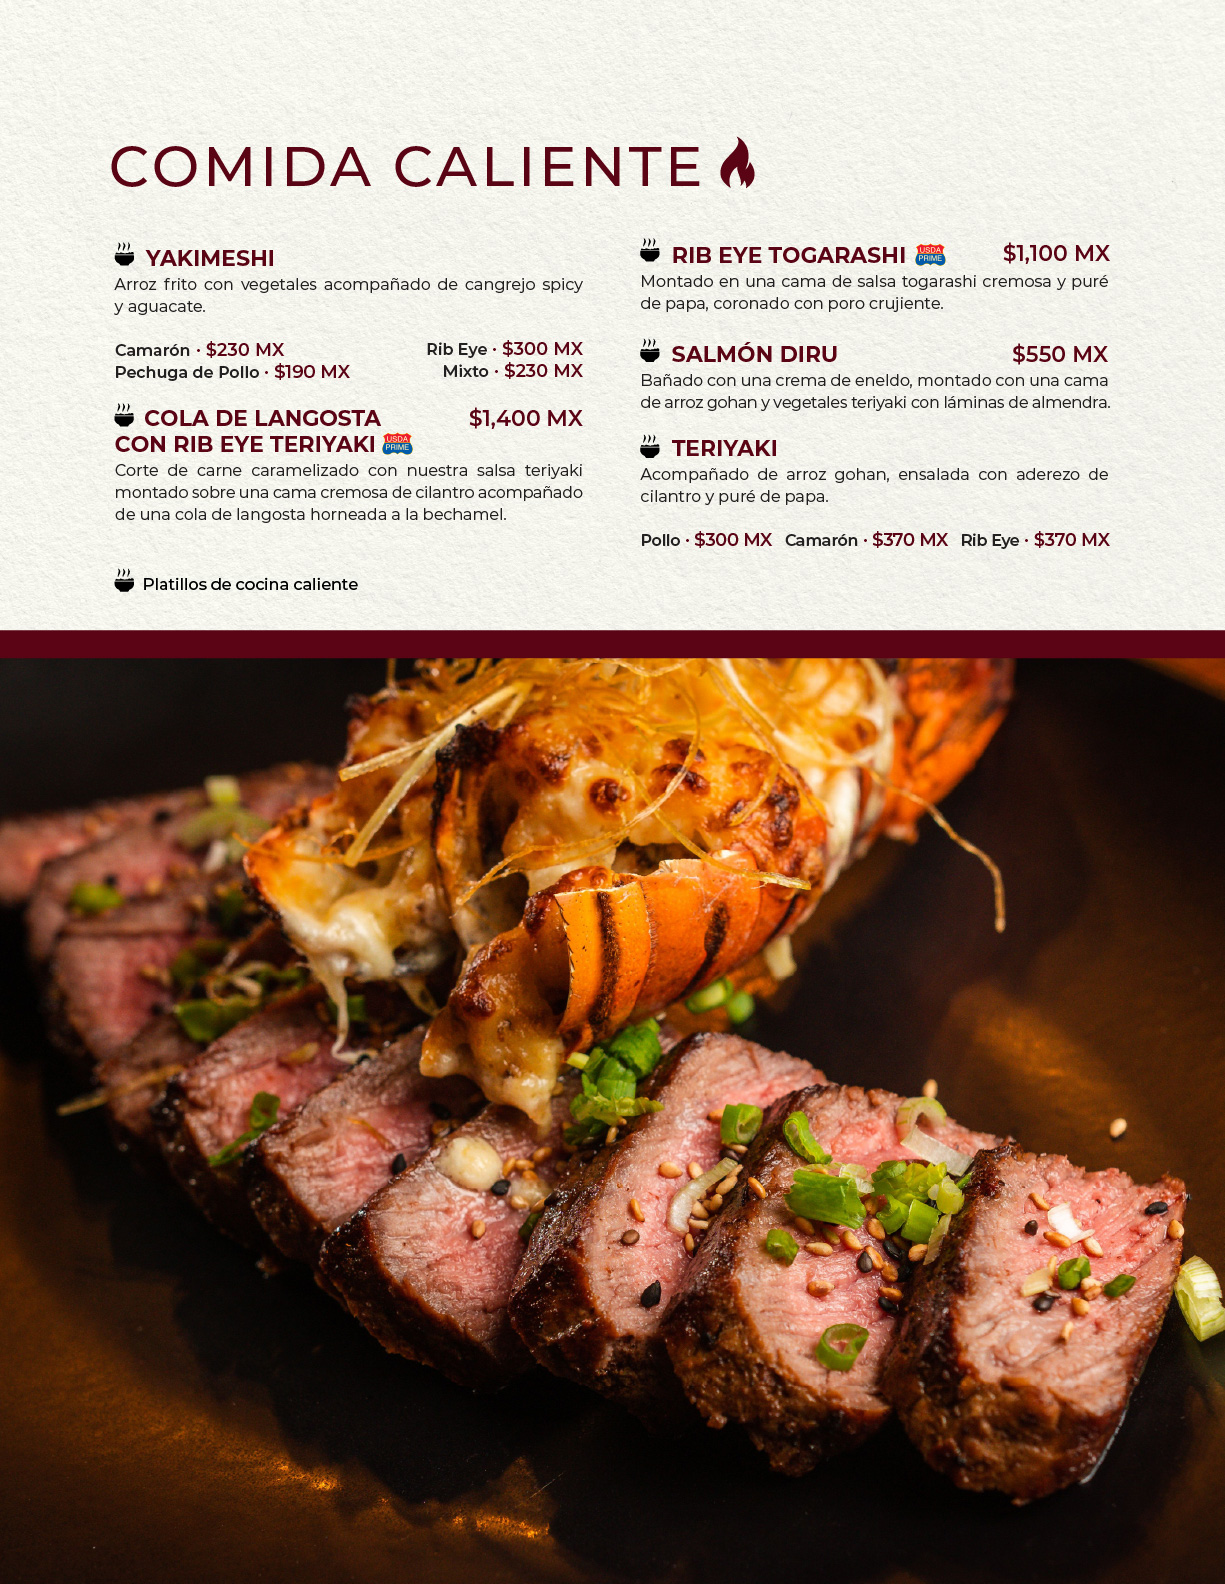 COMIDA CALIENTE
YAKIMESHI
Arroz frito con vegetales acompañado de cangrejo spicy
y aguacate.
Camarón · $230 MX
Rib Eye · $300 MX
Pechuga de Pollo · $190 MX
Mixto · $230 MX
COLA DE LANGOSTA $1,400 MX
CON RIB EYE TERIYAKI USDA PRIME
Corte de carne caramelizado con nuestra salsa teriyaki
montado sobre una cama cremosa de cilantro acompañado
de una cola de langosta horneada a la bechamel.
Platillos de cocina caliente
RIB EYE TOGARASHI USDA PRIME $1,100 MX
Montado en una cama de salsa togarashi cremosa y puré
de papa, coronado con poro crujiente.
SALMÓN DIRU $550 MX
Bañado con una crema de eneldo, montado con una cama
de arroz gohan y vegetales teriyaki con láminas de almendra.
TERIYAKI
Acompañado de arroz gohan, ensalada con aderezo de
cilantro y puré de papa.
Pollo · $300 MX Camarón · $370 MX Rib Eye · $370 MX